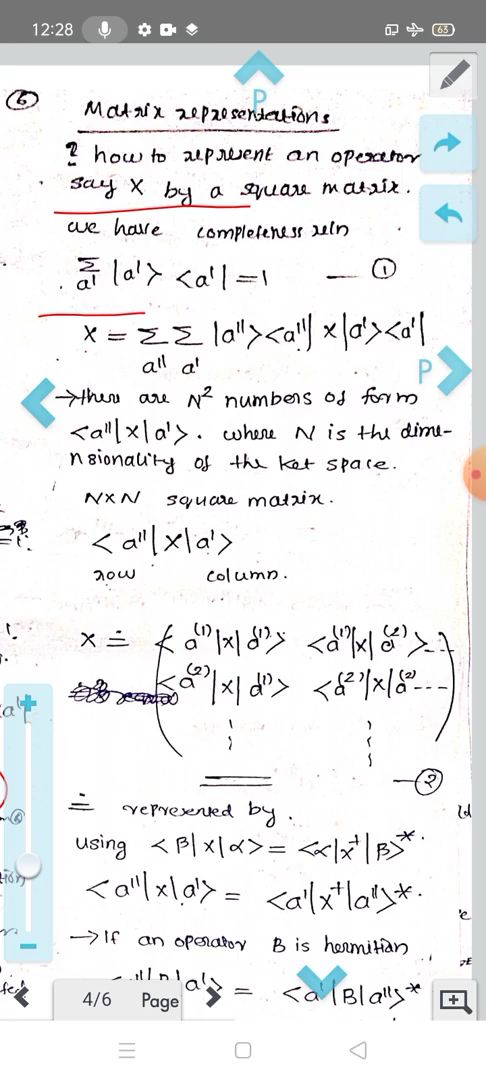 12:28
63
P
⑥ Matrix representations
? how to represent an operator
say X by a square matrix.
we have completeness reln
Σ |a'> <a'| = 1 — ①
a'
X = Σ Σ |a''> <a''| X |a'> <a'|
a'' a'
P
→ there are N² numbers of form
<a''|X|a'>. where N is the dime-
nsionality of the ket space.
N×N square matrix.
<a''|X|a'>
row column.
X ≐ ( <a⁽¹⁾|X|a⁽¹⁾> <a⁽¹⁾|X|a⁽²⁾> ---
<a⁽²⁾|X|a⁽¹⁾> <a⁽²⁾|X|a⁽²⁾ --- )
— ②
≐ represented by.
using <β|X|α> = <α|X†|β>*.
<a''|X|a'> = <a'|X†|a''>*.
→ If an operator B is hermitian
a'> = <a'|B|a''>*
4/6 Page